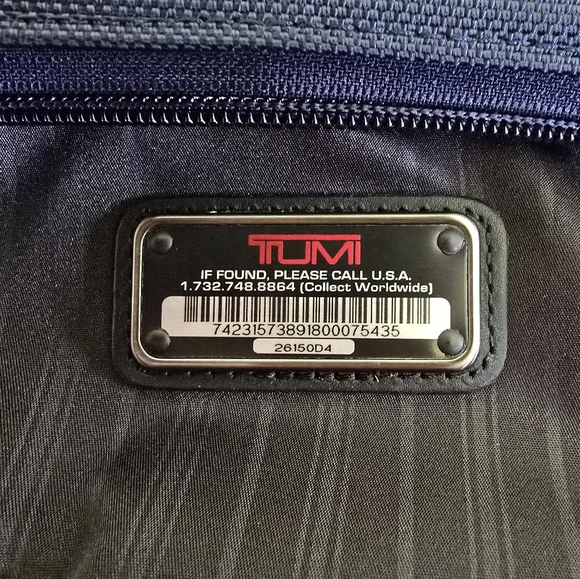 TUMI
IF FOUND, PLEASE CALL U.S.A.
1.732.748.8864 (Collect Worldwide)
74231573891800075435
26150D4